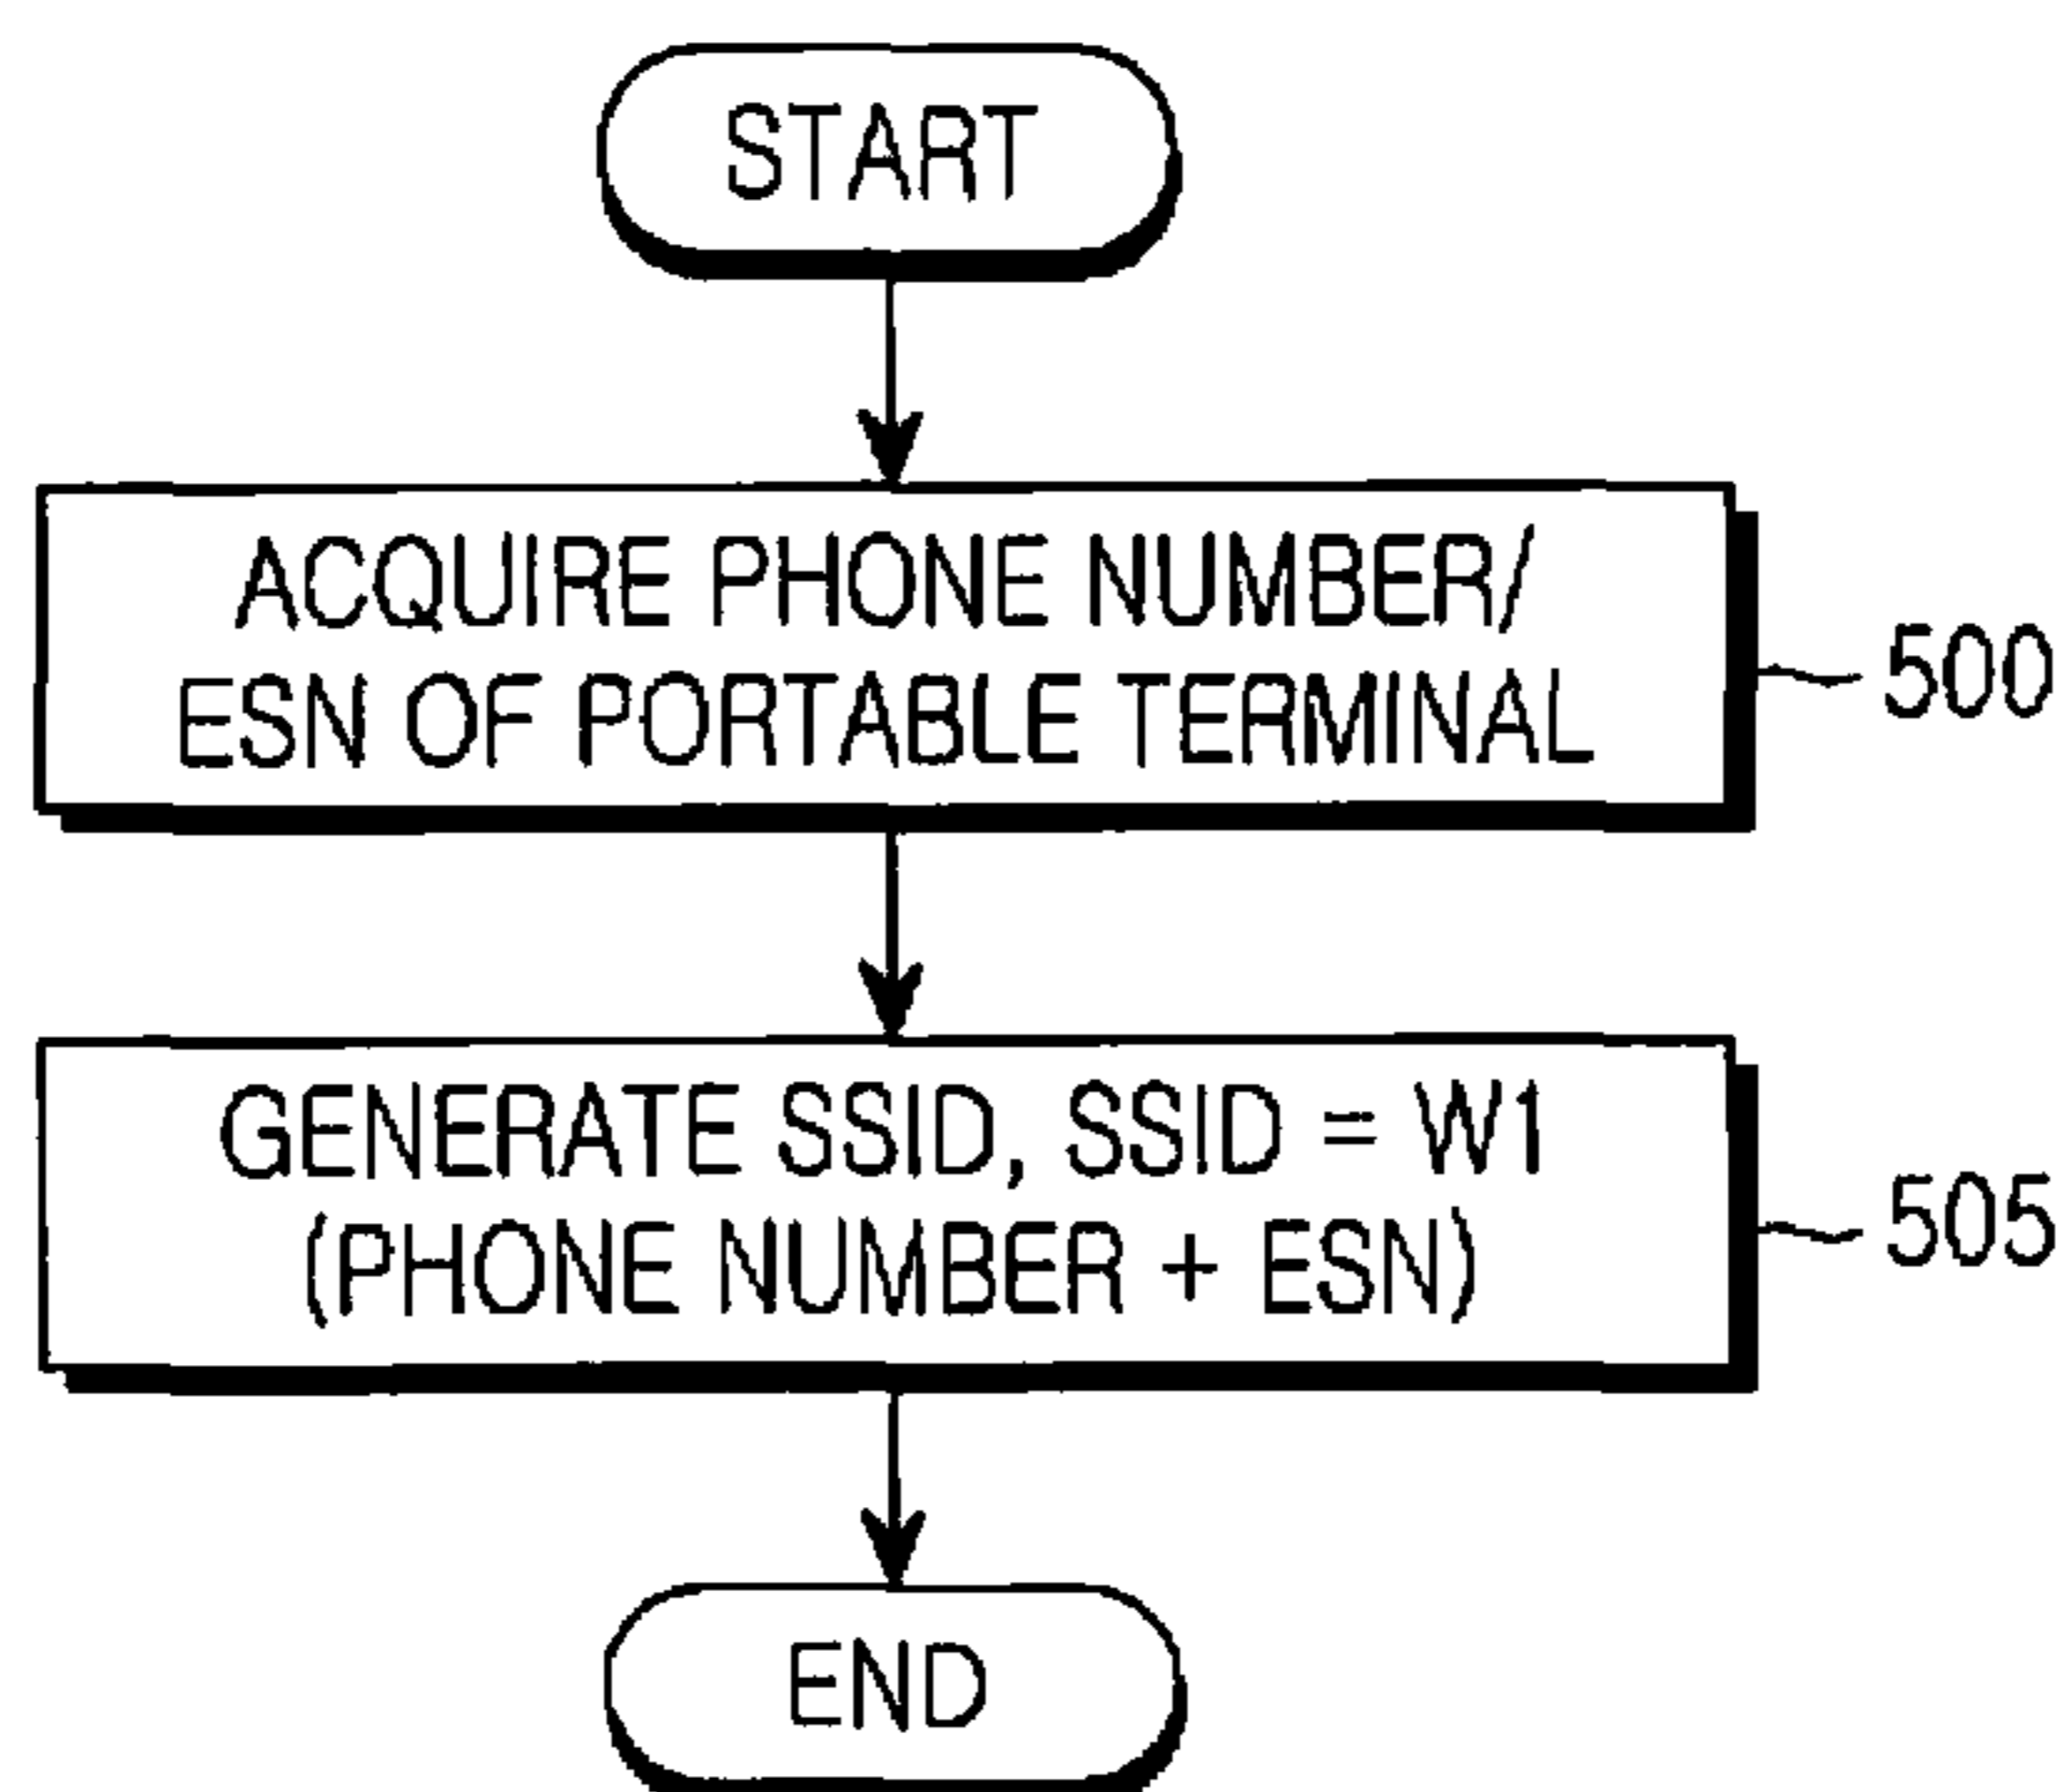 START
ACQUIRE PHONE NUMBER/
ESN OF PORTABLE TERMINAL
500
GENERATE SSID, SSID = W1
(PHONE NUMBER + ESN)
505
END